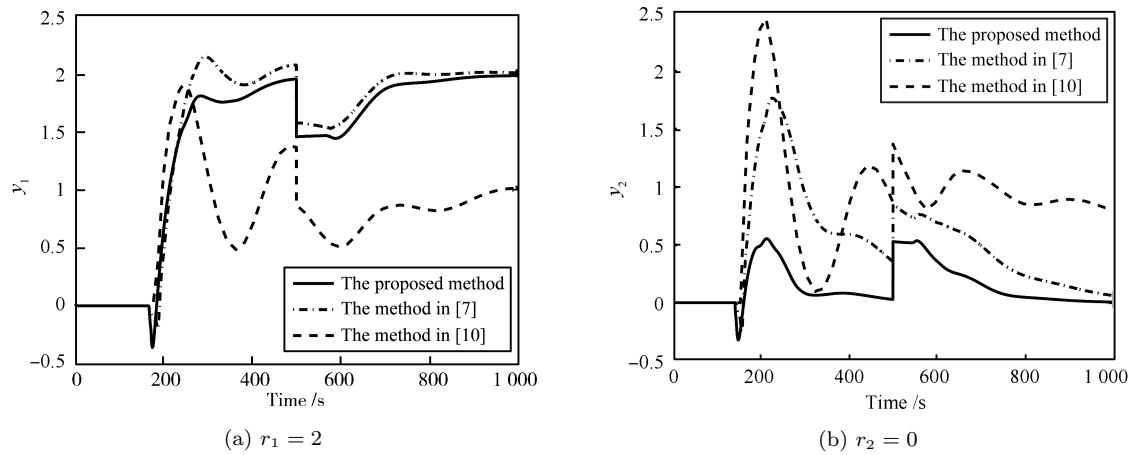 2.5
2.0
1.5
1
0.5
0
−0.5
y1
0
200
400
600
800
1 000
Time /s
The proposed method
The method in [7]
The method in [10]
(a) r1 = 2
2.5
2.0
1.5
1.0
0.5
0
−0.5
y2
0
200
400
600
800
1 000
Time /s
The proposed method
The method in [7]
The method in [10]
(b) r2 = 0